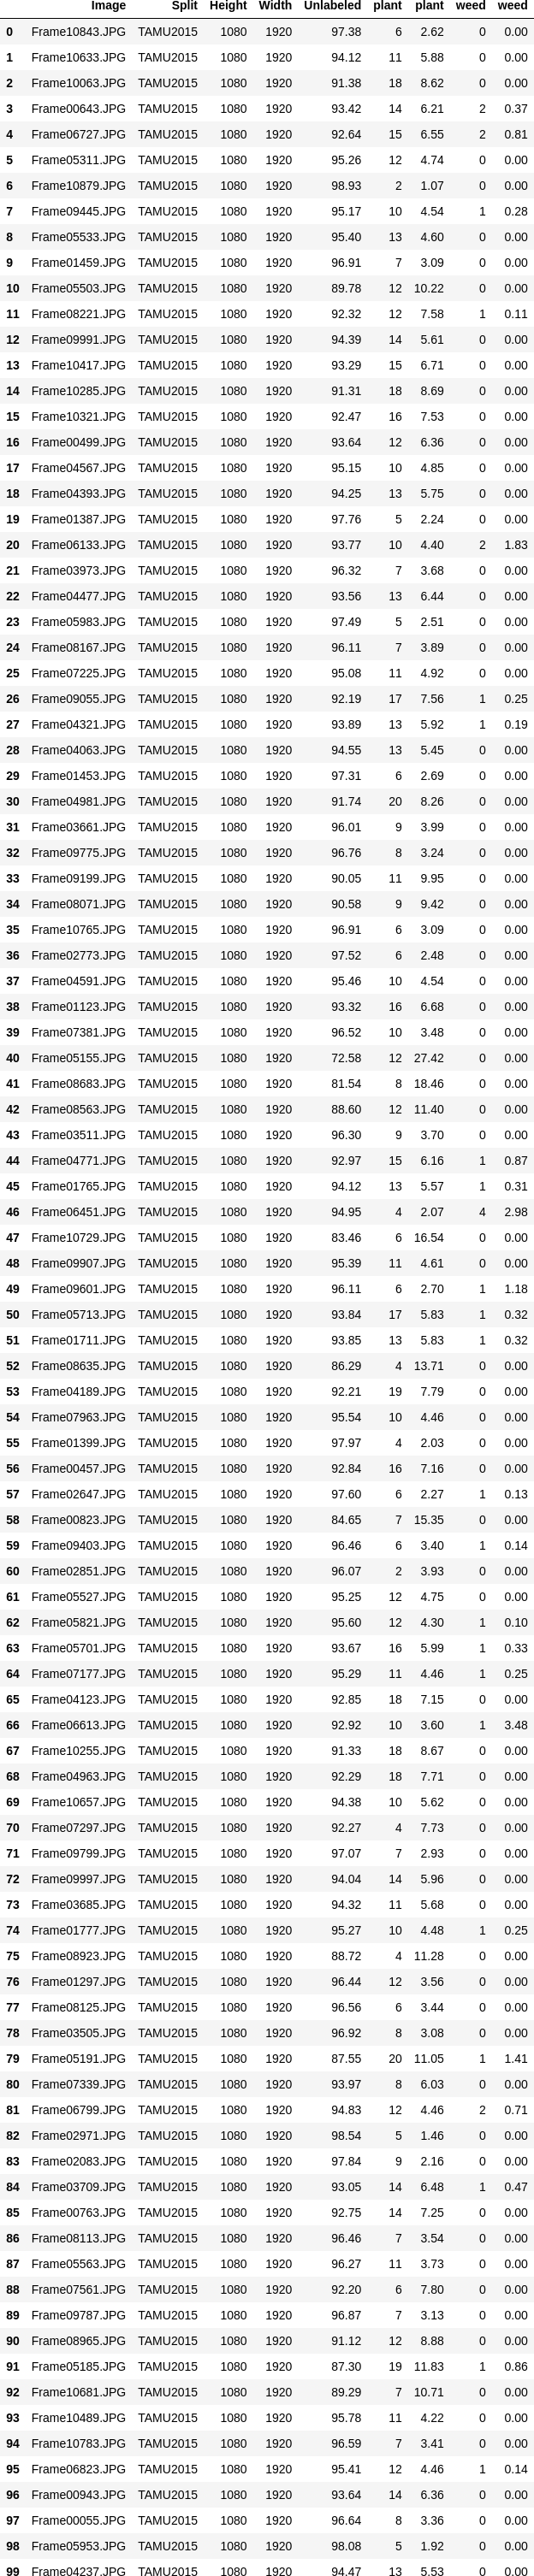 Image Split Height Width Unlabeled plant plant weed weed
0 Frame10843.JPG TAMU2015 1080 1920 97.38 6 2.62 0 0.00
1 Frame10633.JPG TAMU2015 1080 1920 94.12 11 5.88 0 0.00
2 Frame10063.JPG TAMU2015 1080 1920 91.38 18 8.62 0 0.00
3 Frame00643.JPG TAMU2015 1080 1920 93.42 14 6.21 2 0.37
4 Frame06727.JPG TAMU2015 1080 1920 92.64 15 6.55 2 0.81
5 Frame05311.JPG TAMU2015 1080 1920 95.26 12 4.74 0 0.00
6 Frame10879.JPG TAMU2015 1080 1920 98.93 2 1.07 0 0.00
7 Frame09445.JPG TAMU2015 1080 1920 95.17 10 4.54 1 0.28
8 Frame05533.JPG TAMU2015 1080 1920 95.40 13 4.60 0 0.00
9 Frame01459.JPG TAMU2015 1080 1920 96.91 7 3.09 0 0.00
10 Frame05503.JPG TAMU2015 1080 1920 89.78 12 10.22 0 0.00
11 Frame08221.JPG TAMU2015 1080 1920 92.32 12 7.58 1 0.11
12 Frame09991.JPG TAMU2015 1080 1920 94.39 14 5.61 0 0.00
13 Frame10417.JPG TAMU2015 1080 1920 93.29 15 6.71 0 0.00
14 Frame10285.JPG TAMU2015 1080 1920 91.31 18 8.69 0 0.00
15 Frame10321.JPG TAMU2015 1080 1920 92.47 16 7.53 0 0.00
16 Frame00499.JPG TAMU2015 1080 1920 93.64 12 6.36 0 0.00
17 Frame04567.JPG TAMU2015 1080 1920 95.15 10 4.85 0 0.00
18 Frame04393.JPG TAMU2015 1080 1920 94.25 13 5.75 0 0.00
19 Frame01387.JPG TAMU2015 1080 1920 97.76 5 2.24 0 0.00
20 Frame06133.JPG TAMU2015 1080 1920 93.77 10 4.40 2 1.83
21 Frame03973.JPG TAMU2015 1080 1920 96.32 7 3.68 0 0.00
22 Frame04477.JPG TAMU2015 1080 1920 93.56 13 6.44 0 0.00
23 Frame05983.JPG TAMU2015 1080 1920 97.49 5 2.51 0 0.00
24 Frame08167.JPG TAMU2015 1080 1920 96.11 7 3.89 0 0.00
25 Frame07225.JPG TAMU2015 1080 1920 95.08 11 4.92 0 0.00
26 Frame09055.JPG TAMU2015 1080 1920 92.19 17 7.56 1 0.25
27 Frame04321.JPG TAMU2015 1080 1920 93.89 13 5.92 1 0.19
28 Frame04063.JPG TAMU2015 1080 1920 94.55 13 5.45 0 0.00
29 Frame01453.JPG TAMU2015 1080 1920 97.31 6 2.69 0 0.00
30 Frame04981.JPG TAMU2015 1080 1920 91.74 20 8.26 0 0.00
31 Frame03661.JPG TAMU2015 1080 1920 96.01 9 3.99 0 0.00
32 Frame09775.JPG TAMU2015 1080 1920 96.76 8 3.24 0 0.00
33 Frame09199.JPG TAMU2015 1080 1920 90.05 11 9.95 0 0.00
34 Frame08071.JPG TAMU2015 1080 1920 90.58 9 9.42 0 0.00
35 Frame10765.JPG TAMU2015 1080 1920 96.91 6 3.09 0 0.00
36 Frame02773.JPG TAMU2015 1080 1920 97.52 6 2.48 0 0.00
37 Frame04591.JPG TAMU2015 1080 1920 95.46 10 4.54 0 0.00
38 Frame01123.JPG TAMU2015 1080 1920 93.32 16 6.68 0 0.00
39 Frame07381.JPG TAMU2015 1080 1920 96.52 10 3.48 0 0.00
40 Frame05155.JPG TAMU2015 1080 1920 72.58 12 27.42 0 0.00
41 Frame08683.JPG TAMU2015 1080 1920 81.54 8 18.46 0 0.00
42 Frame08563.JPG TAMU2015 1080 1920 88.60 12 11.40 0 0.00
43 Frame03511.JPG TAMU2015 1080 1920 96.30 9 3.70 0 0.00
44 Frame04771.JPG TAMU2015 1080 1920 92.97 15 6.16 1 0.87
45 Frame01765.JPG TAMU2015 1080 1920 94.12 13 5.57 1 0.31
46 Frame06451.JPG TAMU2015 1080 1920 94.95 4 2.07 4 2.98
47 Frame10729.JPG TAMU2015 1080 1920 83.46 6 16.54 0 0.00
48 Frame09907.JPG TAMU2015 1080 1920 95.39 11 4.61 0 0.00
49 Frame09601.JPG TAMU2015 1080 1920 96.11 6 2.70 1 1.18
50 Frame05713.JPG TAMU2015 1080 1920 93.84 17 5.83 1 0.32
51 Frame01711.JPG TAMU2015 1080 1920 93.85 13 5.83 1 0.32
52 Frame08635.JPG TAMU2015 1080 1920 86.29 4 13.71 0 0.00
53 Frame04189.JPG TAMU2015 1080 1920 92.21 19 7.79 0 0.00
54 Frame07963.JPG TAMU2015 1080 1920 95.54 10 4.46 0 0.00
55 Frame01399.JPG TAMU2015 1080 1920 97.97 4 2.03 0 0.00
56 Frame00457.JPG TAMU2015 1080 1920 92.84 16 7.16 0 0.00
57 Frame02647.JPG TAMU2015 1080 1920 97.60 6 2.27 1 0.13
58 Frame00823.JPG TAMU2015 1080 1920 84.65 7 15.35 0 0.00
59 Frame09403.JPG TAMU2015 1080 1920 96.46 6 3.40 1 0.14
60 Frame02851.JPG TAMU2015 1080 1920 96.07 2 3.93 0 0.00
61 Frame05527.JPG TAMU2015 1080 1920 95.25 12 4.75 0 0.00
62 Frame05821.JPG TAMU2015 1080 1920 95.60 12 4.30 1 0.10
63 Frame05701.JPG TAMU2015 1080 1920 93.67 16 5.99 1 0.33
64 Frame07177.JPG TAMU2015 1080 1920 95.29 11 4.46 1 0.25
65 Frame04123.JPG TAMU2015 1080 1920 92.85 18 7.15 0 0.00
66 Frame06613.JPG TAMU2015 1080 1920 92.92 10 3.60 1 3.48
67 Frame10255.JPG TAMU2015 1080 1920 91.33 18 8.67 0 0.00
68 Frame04963.JPG TAMU2015 1080 1920 92.29 18 7.71 0 0.00
69 Frame10657.JPG TAMU2015 1080 1920 94.38 10 5.62 0 0.00
70 Frame07297.JPG TAMU2015 1080 1920 92.27 4 7.73 0 0.00
71 Frame09799.JPG TAMU2015 1080 1920 97.07 7 2.93 0 0.00
72 Frame09997.JPG TAMU2015 1080 1920 94.04 14 5.96 0 0.00
73 Frame03685.JPG TAMU2015 1080 1920 94.32 11 5.68 0 0.00
74 Frame01777.JPG TAMU2015 1080 1920 95.27 10 4.48 1 0.25
75 Frame08923.JPG TAMU2015 1080 1920 88.72 4 11.28 0 0.00
76 Frame01297.JPG TAMU2015 1080 1920 96.44 12 3.56 0 0.00
77 Frame08125.JPG TAMU2015 1080 1920 96.56 6 3.44 0 0.00
78 Frame03505.JPG TAMU2015 1080 1920 96.92 8 3.08 0 0.00
79 Frame05191.JPG TAMU2015 1080 1920 87.55 20 11.05 1 1.41
80 Frame07339.JPG TAMU2015 1080 1920 93.97 8 6.03 0 0.00
81 Frame06799.JPG TAMU2015 1080 1920 94.83 12 4.46 2 0.71
82 Frame02971.JPG TAMU2015 1080 1920 98.54 5 1.46 0 0.00
83 Frame02083.JPG TAMU2015 1080 1920 97.84 9 2.16 0 0.00
84 Frame03709.JPG TAMU2015 1080 1920 93.05 14 6.48 1 0.47
85 Frame00763.JPG TAMU2015 1080 1920 92.75 14 7.25 0 0.00
86 Frame08113.JPG TAMU2015 1080 1920 96.46 7 3.54 0 0.00
87 Frame05563.JPG TAMU2015 1080 1920 96.27 11 3.73 0 0.00
88 Frame07561.JPG TAMU2015 1080 1920 92.20 6 7.80 0 0.00
89 Frame09787.JPG TAMU2015 1080 1920 96.87 7 3.13 0 0.00
90 Frame08965.JPG TAMU2015 1080 1920 91.12 12 8.88 0 0.00
91 Frame05185.JPG TAMU2015 1080 1920 87.30 19 11.83 1 0.86
92 Frame10681.JPG TAMU2015 1080 1920 89.29 7 10.71 0 0.00
93 Frame10489.JPG TAMU2015 1080 1920 95.78 11 4.22 0 0.00
94 Frame10783.JPG TAMU2015 1080 1920 96.59 7 3.41 0 0.00
95 Frame06823.JPG TAMU2015 1080 1920 95.41 12 4.46 1 0.14
96 Frame00943.JPG TAMU2015 1080 1920 93.64 14 6.36 0 0.00
97 Frame00055.JPG TAMU2015 1080 1920 96.64 8 3.36 0 0.00
98 Frame05953.JPG TAMU2015 1080 1920 98.08 5 1.92 0 0.00
99 Frame04237.JPG TAMU2015 1080 1920 94.47 13 5.53 0 0.00